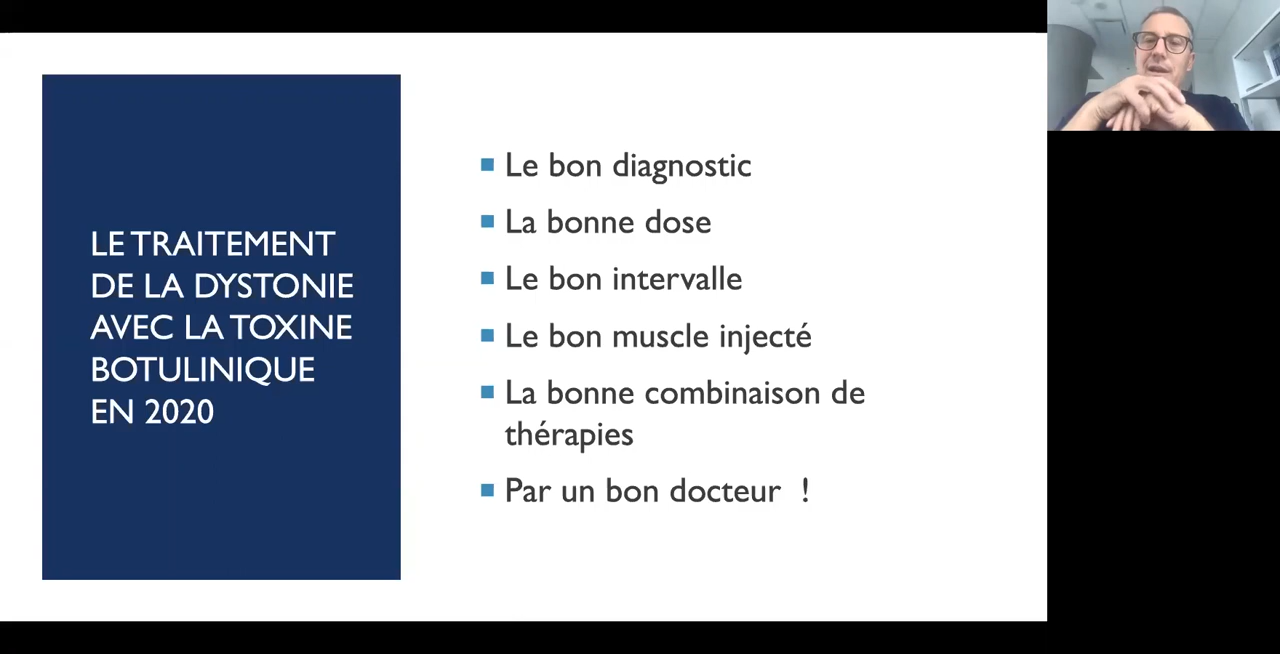 LE TRAITEMENT
DE LA DYSTONIE
AVEC LA TOXINE
BOTULINIQUE
EN 2020
Le bon diagnostic
La bonne dose
Le bon intervalle
Le bon muscle injecté
La bonne combinaison de
thérapies
Par un bon docteur !